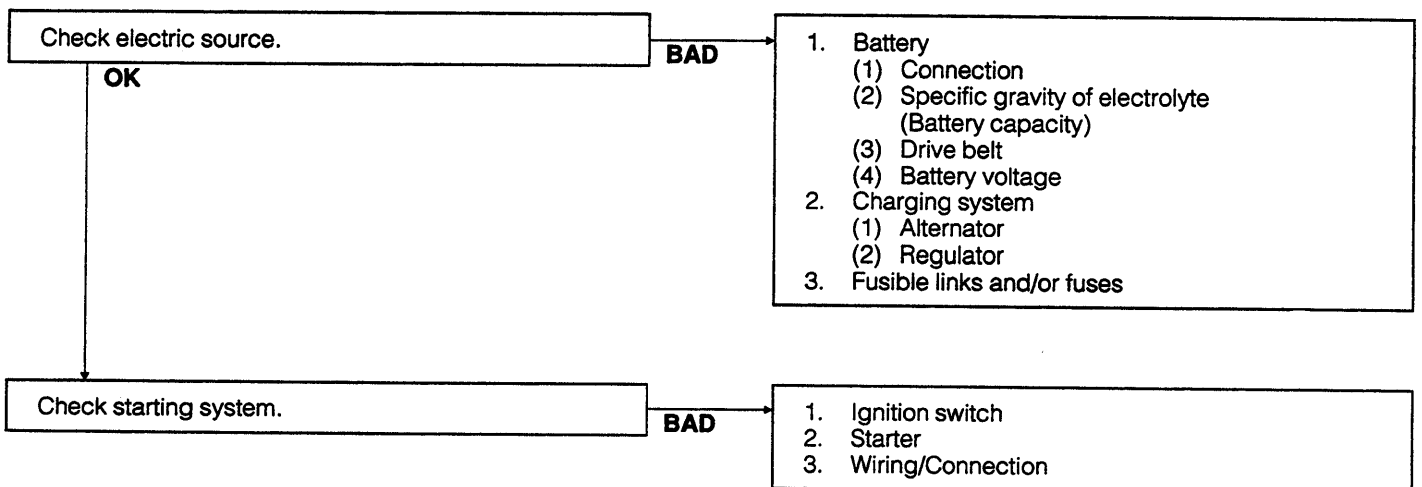 Check electric source.
BAD
OK
1. Battery
(1) Connection
(2) Specific gravity of electrolyte
(Battery capacity)
(3) Drive belt
(4) Battery voltage
2. Charging system
(1) Alternator
(2) Regulator
3. Fusible links and/or fuses
Check starting system.
BAD
1. Ignition switch
2. Starter
3. Wiring/Connection